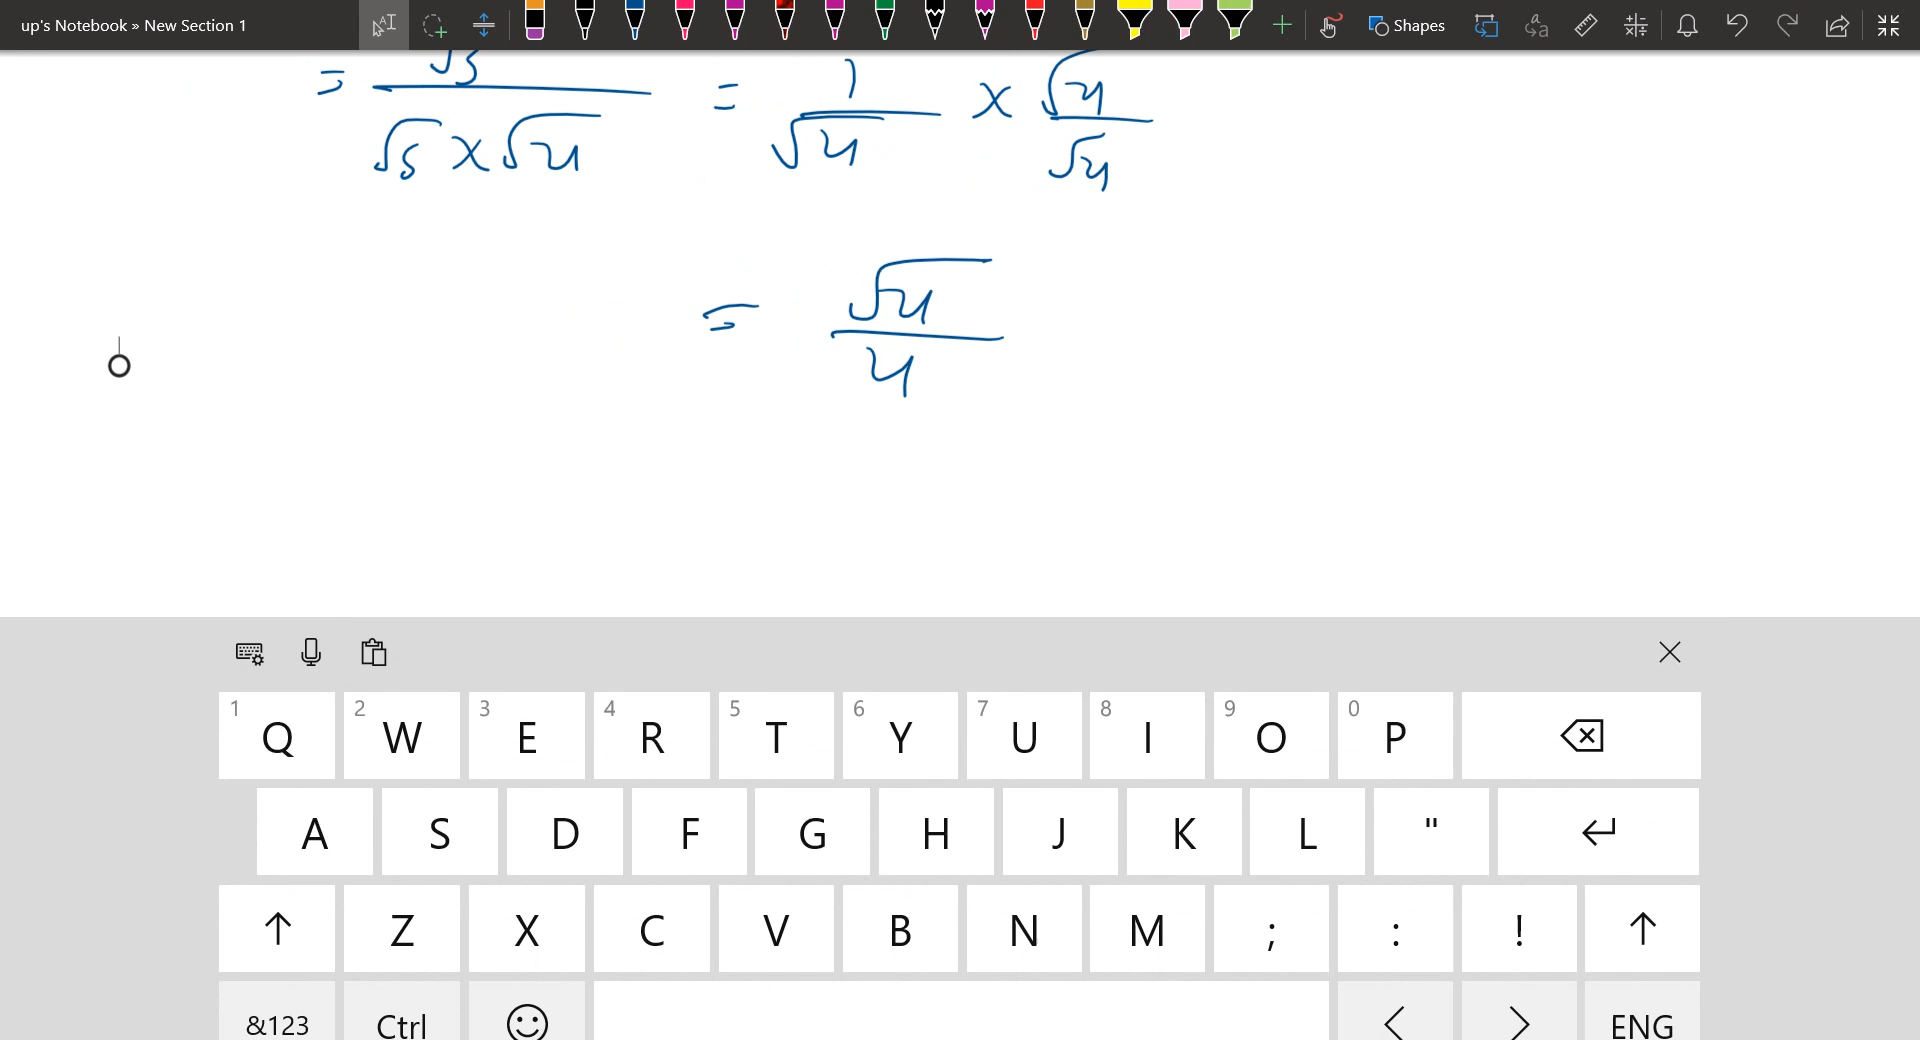 up's Notebook » New Section 1
Shapes
= √5 / √5 x √4 = 1 / √4 x √4 / √4
= √4 / 4
1 Q 2 W 3 E 4 R 5 T 6 Y 7 U 8 I 9 O 0 P
A S D F G H J K L "
↑ Z X C V B N M ; : ! ↑
&123 Ctrl ENG